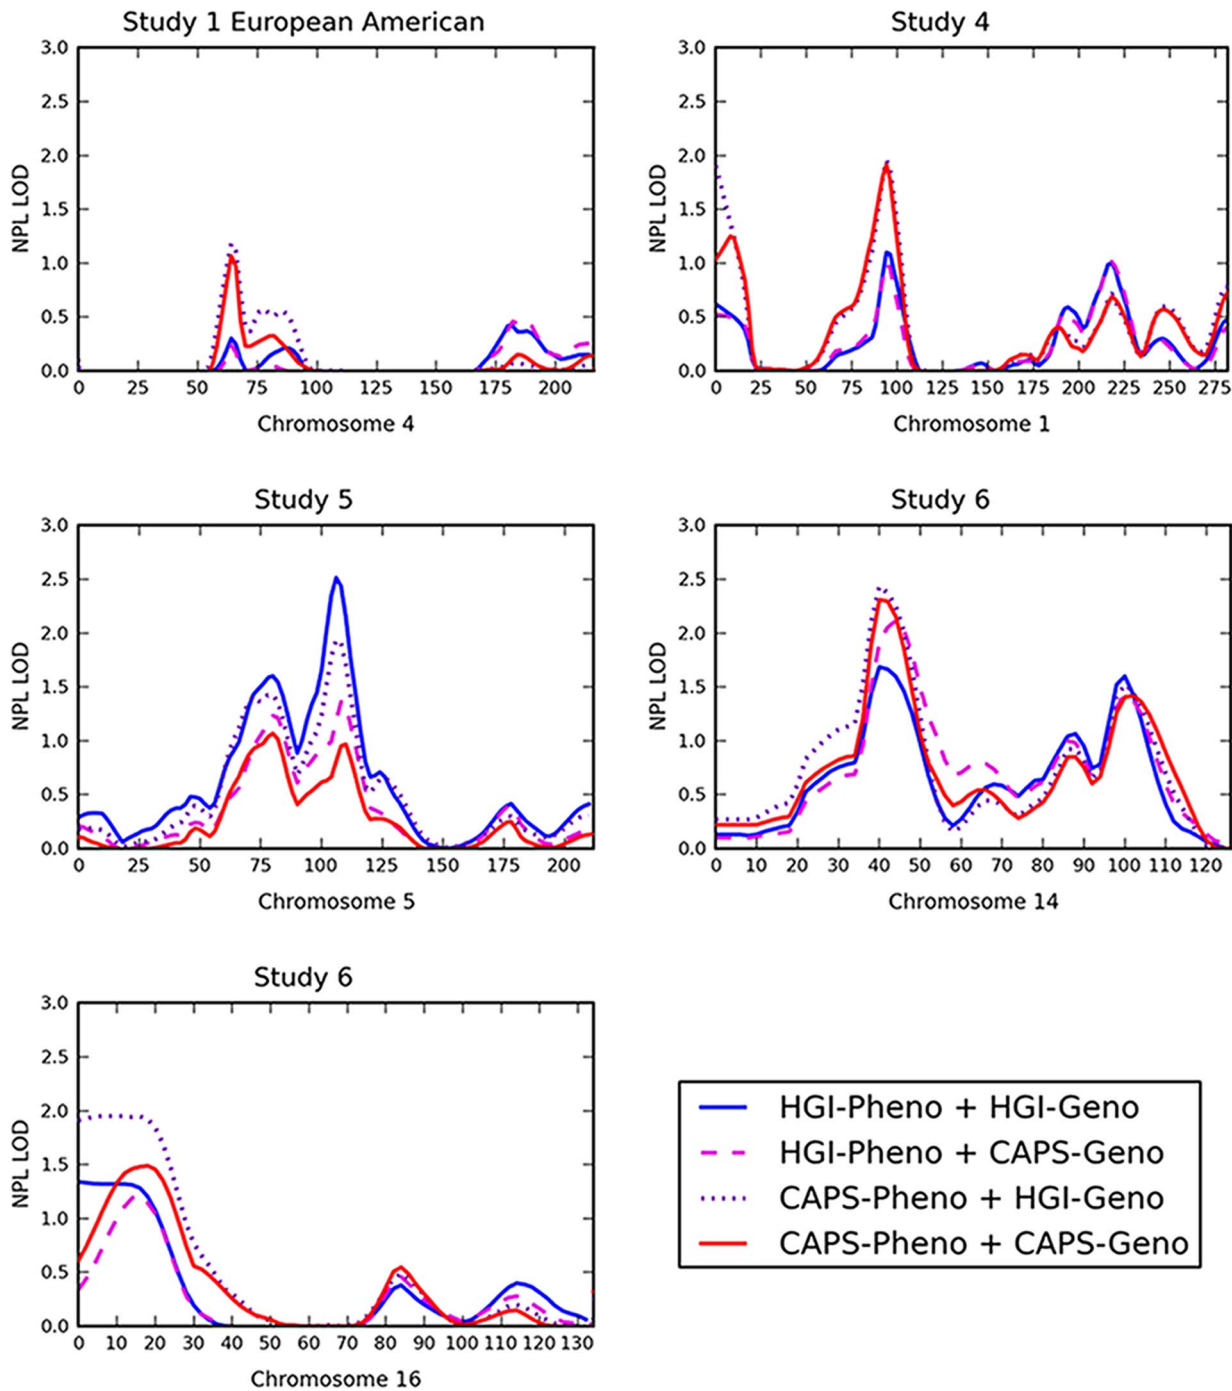 Study 1 European American
3.0
2.5
2.0
1.5
1.0
0.5
0.0
NPL LOD
0 25 50 75 100 125 150 175 200
Chromosome 4
Study 4
3.0
2.5
2.0
1.5
1.0
0.5
0.0
NPL LOD
0 25 50 75 100 125 150 175 200 225 250 275
Chromosome 1
Study 5
3.0
2.5
2.0
1.5
1.0
0.5
0.0
NPL LOD
0 25 50 75 100 125 150 175 200
Chromosome 5
Study 6
3.0
2.5
2.0
1.5
1.0
0.5
0.0
NPL LOD
0 10 20 30 40 50 60 70 80 90 100 110 120
Chromosome 14
Study 6
3.0
2.5
2.0
1.5
1.0
0.5
0.0
NPL LOD
0 10 20 30 40 50 60 70 80 90 100 110 120 130
Chromosome 16
HGI-Pheno + HGI-Geno
HGI-Pheno + CAPS-Geno
CAPS-Pheno + HGI-Geno
CAPS-Pheno + CAPS-Geno